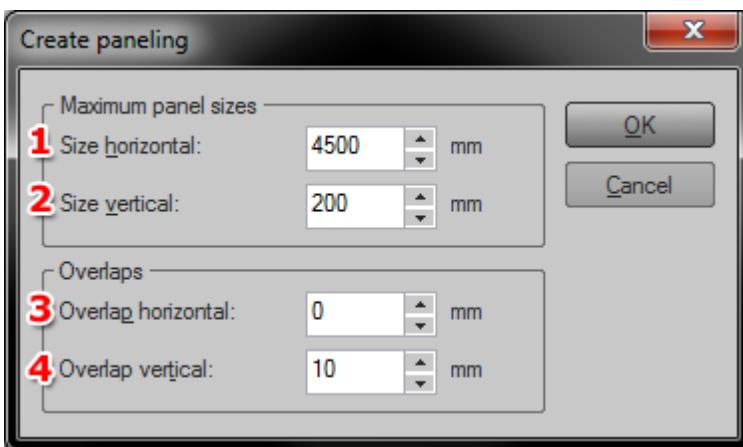 Create paneling
Maximum panel sizes
1 Size horizontal: 4500 mm
2 Size vertical: 200 mm
Overlaps
3 Overlap horizontal: 0 mm
4 Overlap vertical: 10 mm
OK
Cancel